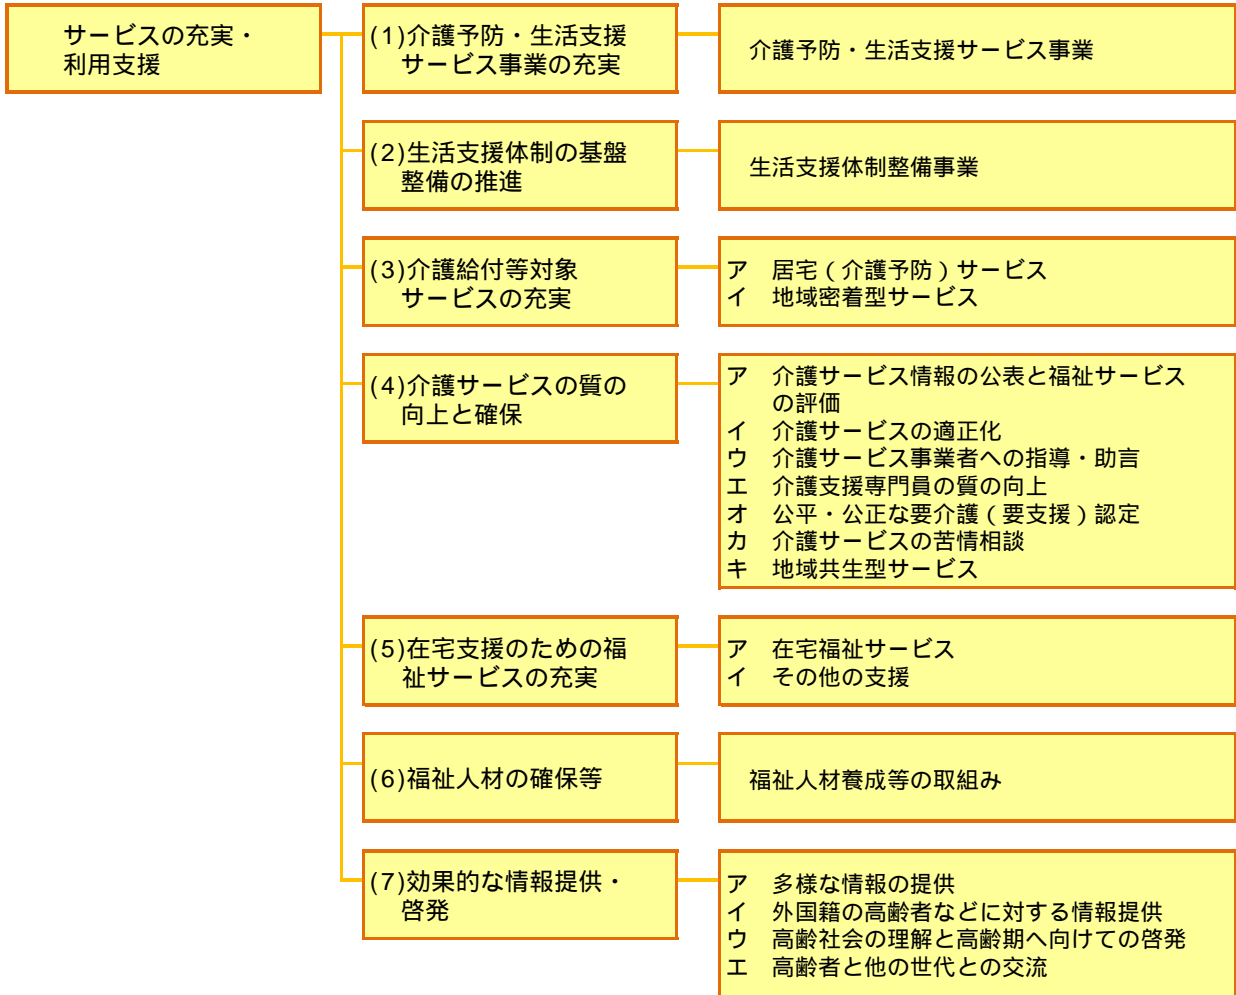 サービスの充実・
利用支援
(1)介護予防・生活支援
サービス事業の充実
介護予防・生活支援サービス事業
(2)生活支援体制の基盤
整備の推進
生活支援体制整備事業
(3)介護給付等対象
サービスの充実
ア 居宅(介護予防)サービス
イ 地域密着型サービス
(4)介護サービスの質の
向上と確保
ア 介護サービス情報の公表と福祉サービス
の評価
イ 介護サービスの適正化
ウ 介護サービス事業者への指導・助言
エ 介護支援専門員の質の向上
オ 公平・公正な要介護(要支援)認定
カ 介護サービスの苦情相談
キ 地域共生型サービス
(5)在宅支援のための福
祉サービスの充実
ア 在宅福祉サービス
イ その他の支援
(6)福祉人材の確保等
福祉人材養成等の取組み
(7)効果的な情報提供・
啓発
ア 多様な情報の提供
イ 外国籍の高齢者などに対する情報提供
ウ 高齢社会の理解と高齢期へ向けての啓発
エ 高齢者と他の世代との交流